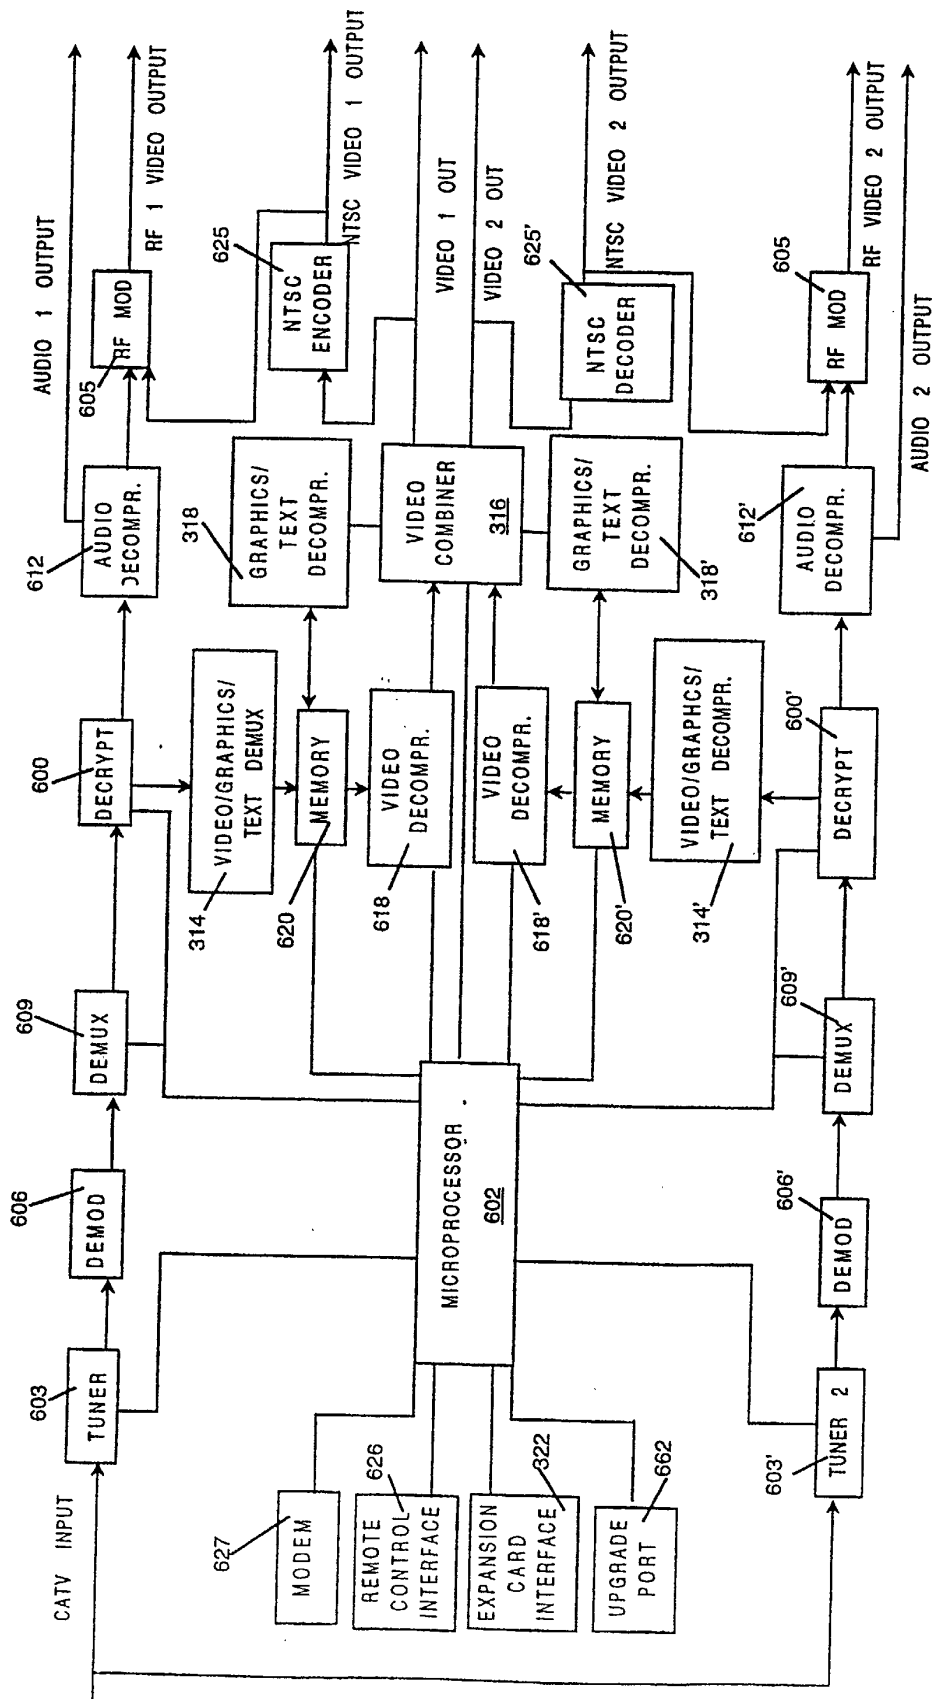 CATV INPUT
603
TUNER
606
DEMOD
609
DEMUX
600
DECRYPT
612
AUDIO
DECOMPR.
AUDIO 1 OUTPUT
605
RF MOD
RF 1 VIDEO OUTPUT
314
VIDEO/GRAPHICS/
TEXT DEMUX
318
GRAPHICS/
TEXT
DECOMPR.
625
NTSC
ENCODER
NTSC VIDEO 1 OUTPUT
627
MODEM
620
MEMORY
626
REMOTE
CONTROL
INTERFACE
618
VIDEO
DECOMPR.
VIDEO
COMBINER
316
VIDEO 1 OUT
VIDEO 2 OUT
MICROPROCESSOR
602
322
EXPANSION
CARD
INTERFACE
618'
VIDEO
DECOMPR.
625'
NTSC
DECODER
NTSC VIDEO 2 OUTPUT
662
UPGRADE
PORT
620'
MEMORY
GRAPHICS/
TEXT
DECOMPR.
318'
314'
VIDEO/GRAPHCS/
TEXT DECOMPR.
603'
TUNER 2
606'
DEMOD
609'
DEMUX
600'
DECRYPT
612'
AUDIO
DECOMPR.
605
RF MOD
RF VIDEO 2 OUTPUT
AUDIO 2 OUTPUT